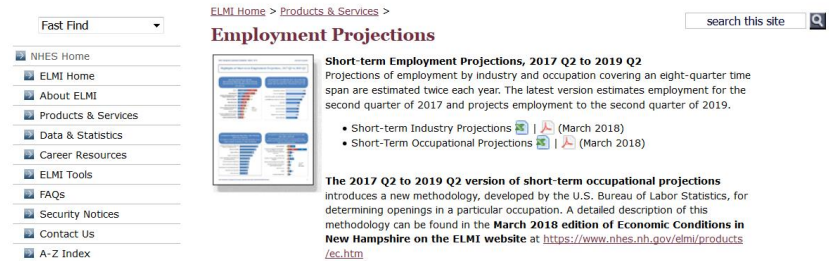 Fast Find
NHES Home
ELMI Home
About ELMI
Products & Services
Data & Statistics
Career Resources
ELMI Tools
FAQs
Security Notices
Contact Us
A-Z Index
ELMI Home > Products & Services >
search this site
Employment Projections
Short-term Employment Projections, 2017 Q2 to 2019 Q2
Projections of employment by industry and occupation covering an eight-quarter time
span are estimated twice each year. The latest version estimates employment for the
second quarter of 2017 and projects employment to the second quarter of 2019.
• Short-term Industry Projections | (March 2018)
• Short-Term Occupational Projections | (March 2018)
The 2017 Q2 to 2019 Q2 version of short-term occupational projections
introduces a new methodology, developed by the U.S. Bureau of Labor Statistics, for
determining openings in a particular occupation. A detailed description of this
methodology can be found in the March 2018 edition of Economic Conditions in
New Hampshire on the ELMI website at https://www.nhes.nh.gov/elmi/products
/ec.htm